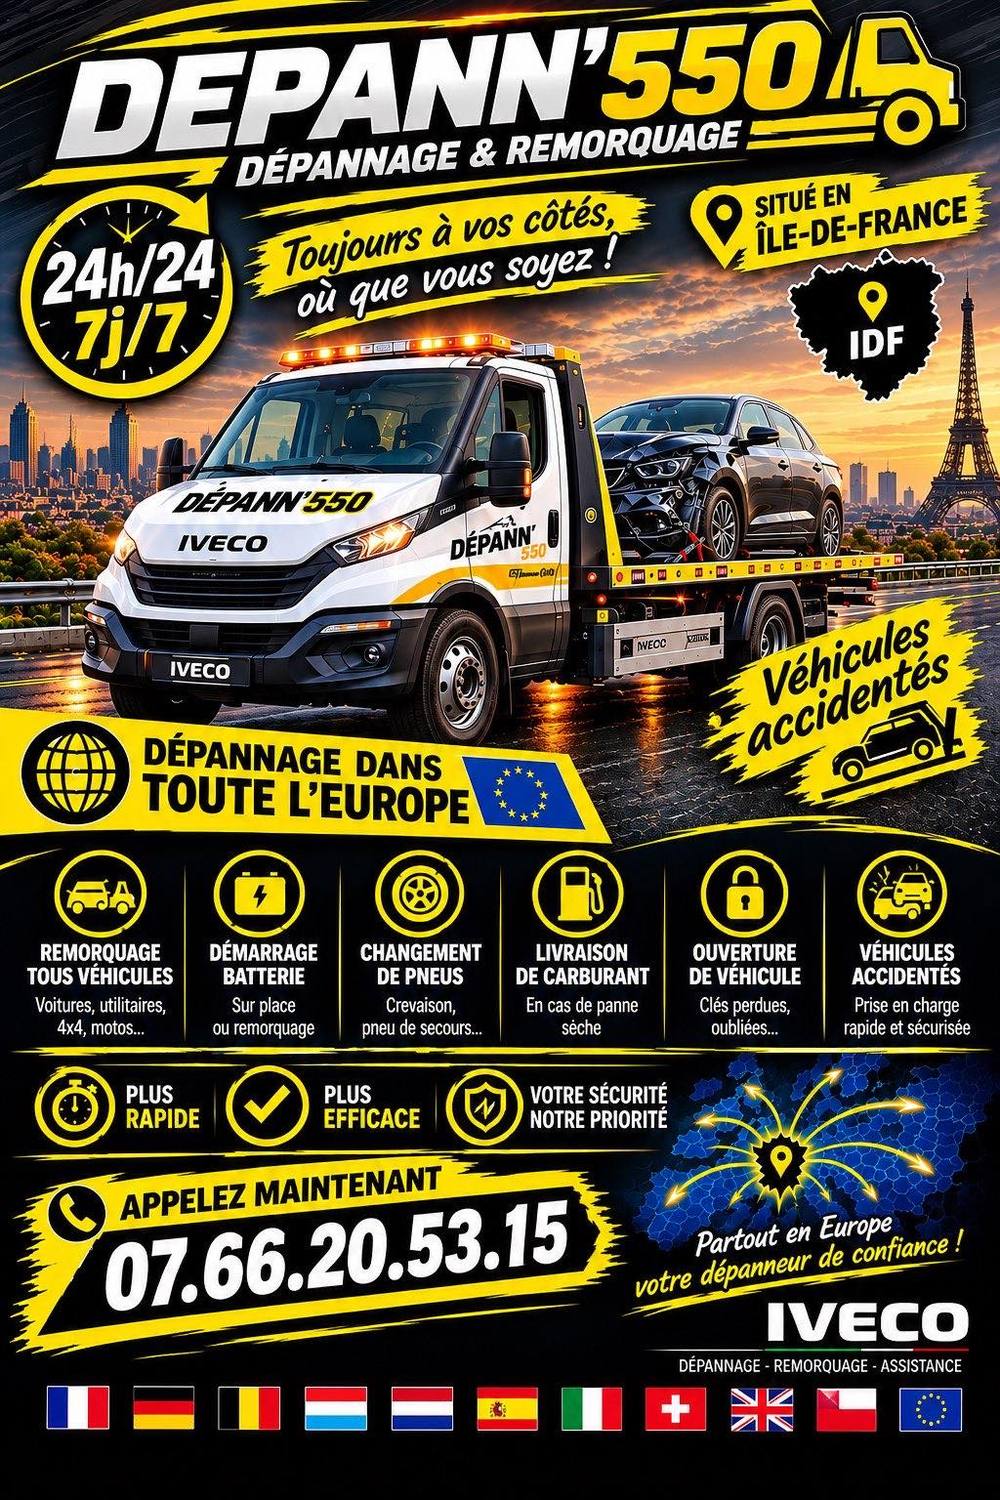 DEPANN'550
DÉPANNAGE & REMORQUAGE
24h/24
7j/7
Toujours à vos côtés,
où que vous soyez !
SITUÉ EN
ÎLE-DE-FRANCE
IDF
DÉPANN'550
IVECO
DÉPANN'
550
IVECO
IVECO
Véhicules
accidentés
DÉPANNAGE DANS
TOUTE L'EUROPE
REMORQUAGE
TOUS VÉHICULES
Voitures, utilitaires,
4x4, motos...
DÉMARRAGE
BATTERIE
Sur place
ou remorquage
CHANGEMENT
DE PNEUS
Crevaison,
pneu de secours...
LIVRAISON
DE CARBURANT
En cas de panne
sèche
OUVERTURE
DE VÉHICULE
Clés perdues,
oubliées...
VÉHICULES
ACCIDENTÉS
Prise en charge
rapide et sécurisée
PLUS
RAPIDE
PLUS
EFFICACE
VOTRE SÉCURITÉ
NOTRE PRIORITÉ
APPELEZ MAINTENANT
07.66.20.53.15
Partout en Europe
votre dépanneur de confiance !
IVECO
DÉPANNAGE - REMORQUAGE - ASSISTANCE